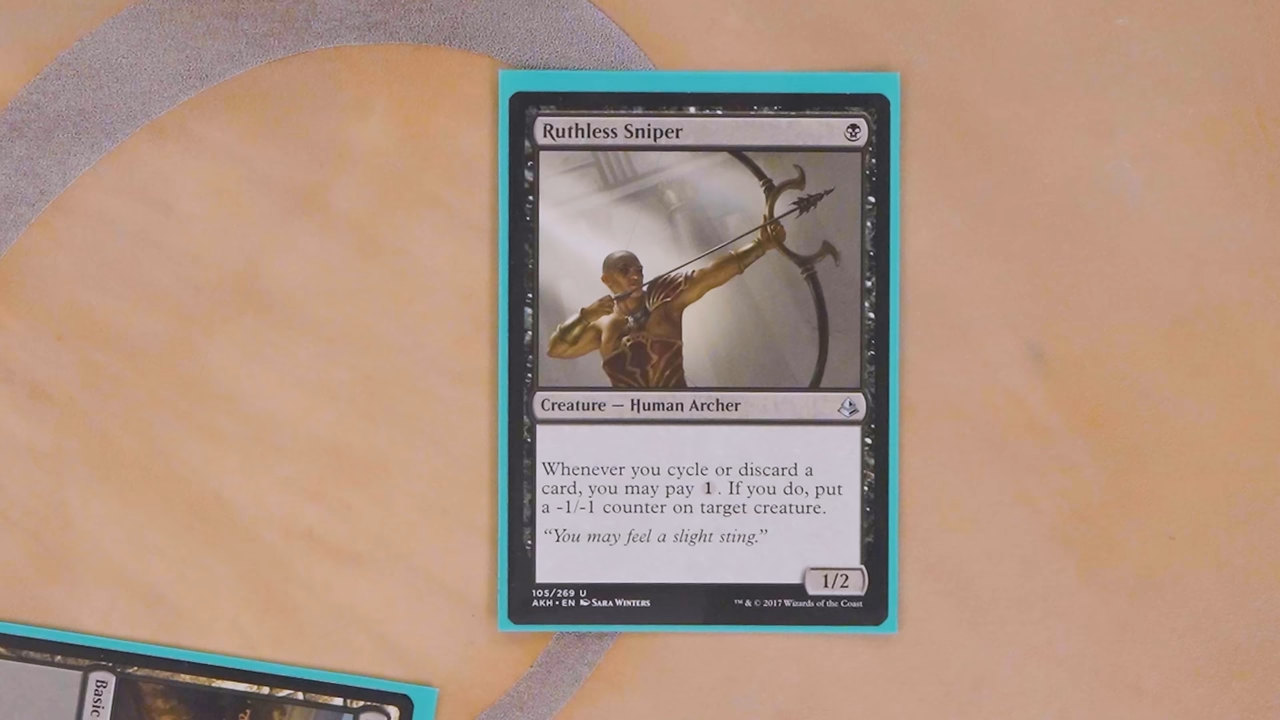 Ruthless Sniper
Creature — Human Archer
Whenever you cycle or discard a
card, you may pay 1. If you do, put
a -1/-1 counter on target creature.
“You may feel a slight sting.”
1/2
105/269 U
AKH • EN Sara Winters
™ & © 2017 Wizards of the Coast
Basic